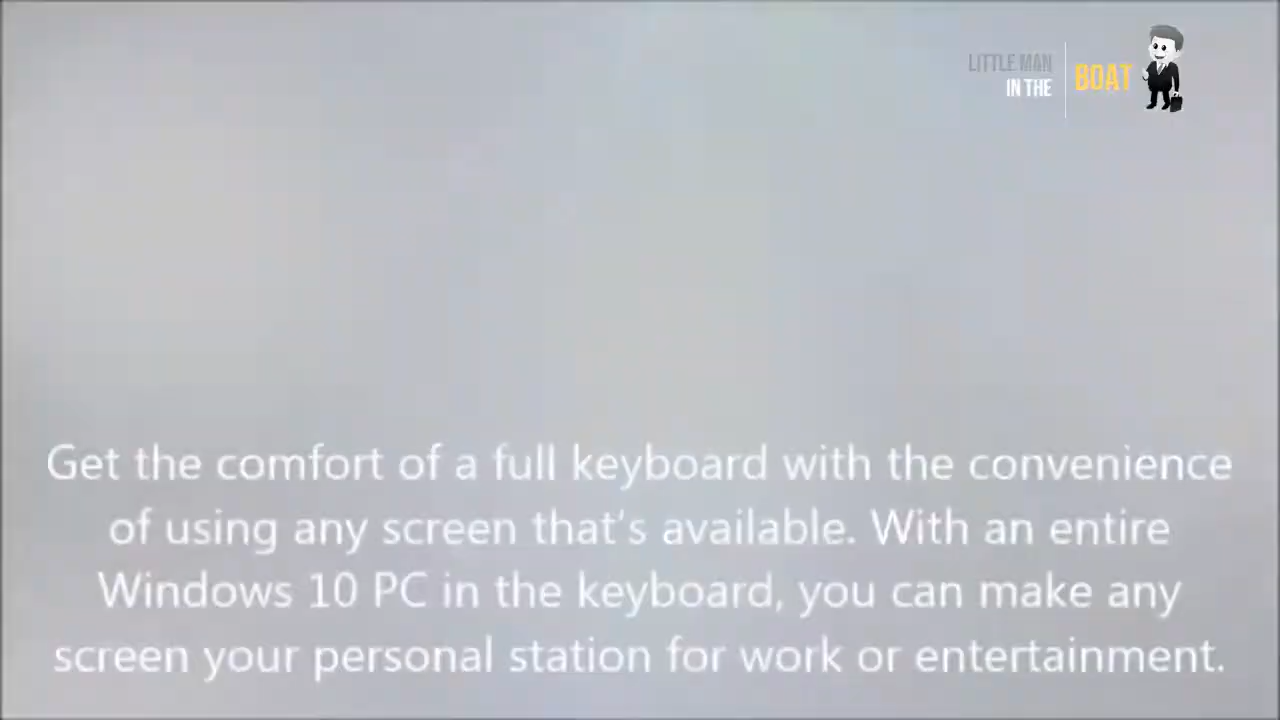 LITTLE MAN
IN THE
BOAT
Get the comfort of a full keyboard with the convenience
of using any screen that's available. With an entire
Windows 10 PC in the keyboard, you can make any
screen your personal station for work or entertainment.